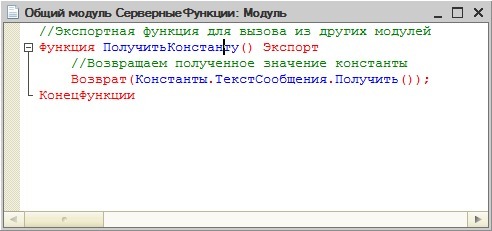 Общий модуль СерверныеФункции: Модуль
//Экспортная функция для вызова из других модулей
Функция ПолучитьКонстанту() Экспорт
//Возвращаем полученное значение константы
Возврат(Константы.ТекстСообщения.Получить());
КонецФункции